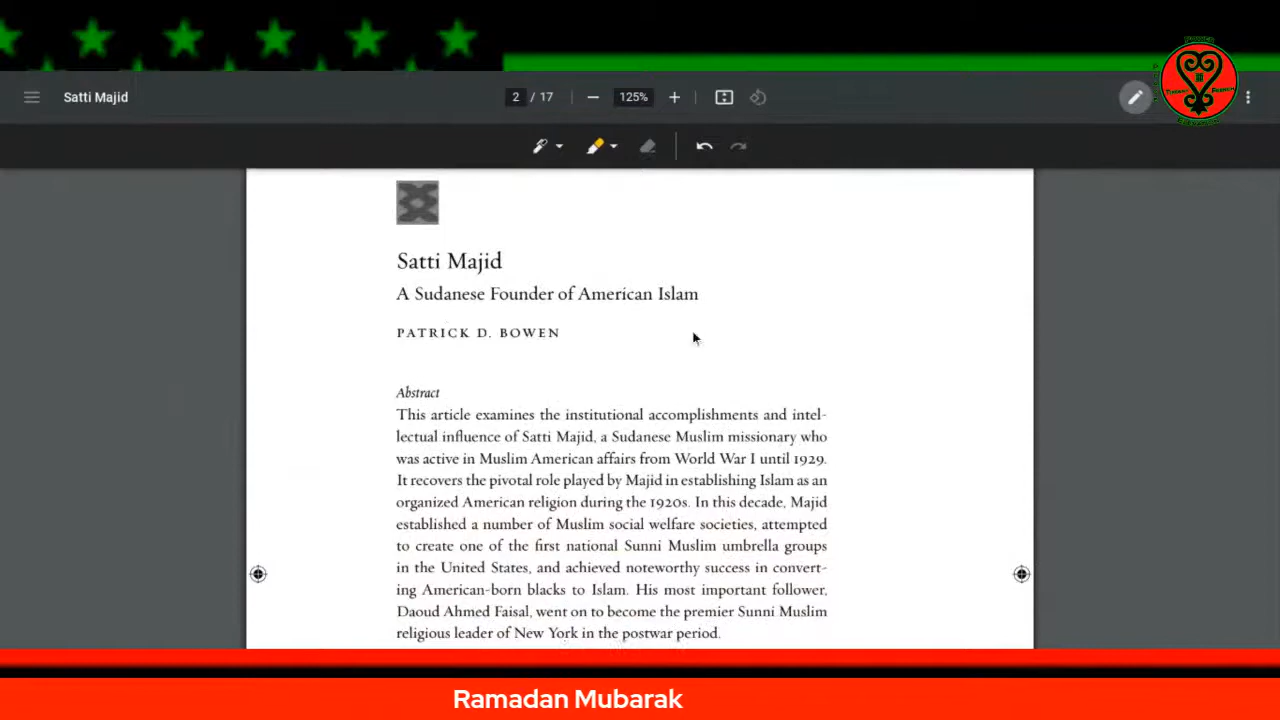 Satti Majid
2 / 17
125%
Satti Majid
A Sudanese Founder of American Islam
PATRICK D. BOWEN
Abstract
This article examines the institutional accomplishments and intel-
lectual influence of Satti Majid, a Sudanese Muslim missionary who
was active in Muslim American affairs from World War I until 1929.
It recovers the pivotal role played by Majid in establishing Islam as an
organized American religion during the 1920s. In this decade, Majid
established a number of Muslim social welfare societies, attempted
to create one of the first national Sunni Muslim umbrella groups
in the United States, and achieved noteworthy success in convert-
ing American-born blacks to Islam. His most important follower,
Daoud Ahmed Faisal, went on to become the premier Sunni Muslim
religious leader of New York in the postwar period.
Ramadan Mubarak